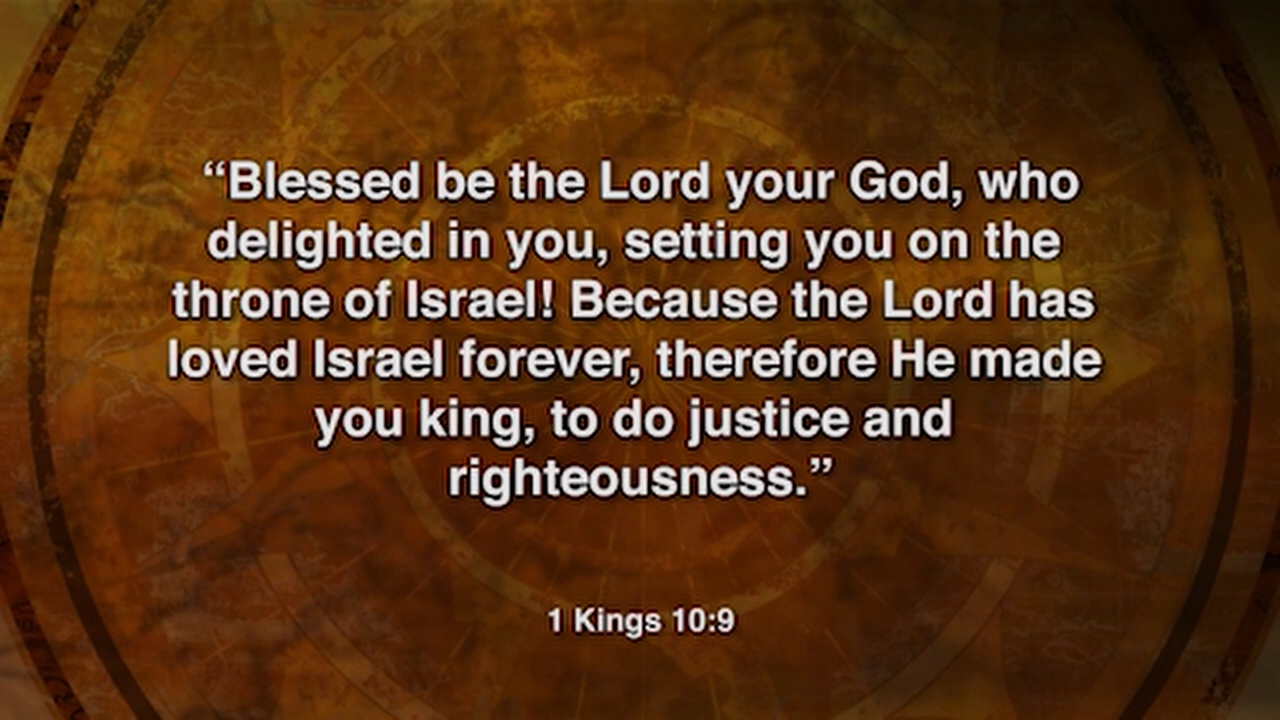 “Blessed be the Lord your God, who
delighted in you, setting you on the
throne of Israel! Because the Lord has
loved Israel forever, therefore He made
you king, to do justice and
righteousness.”
1 Kings 10:9